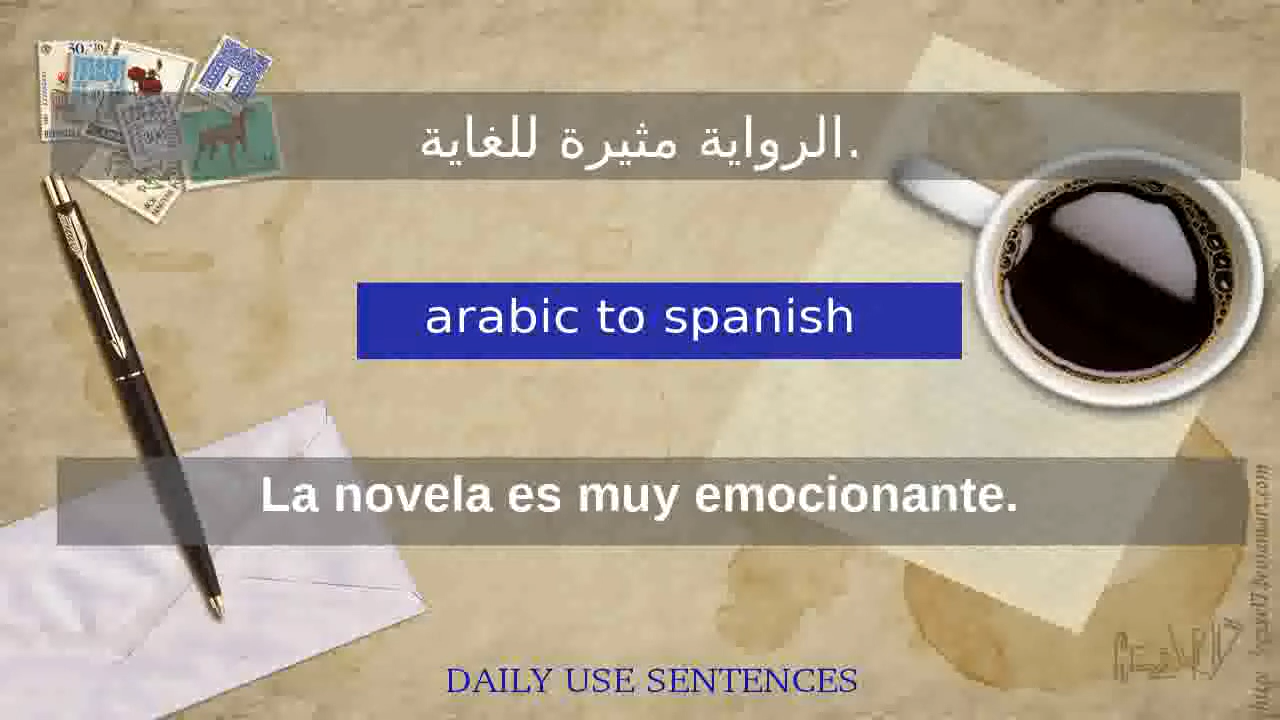 الرواية مثيرة للغاية.
arabic to spanish
La novela es muy emocionante.
DAILY USE SENTENCES